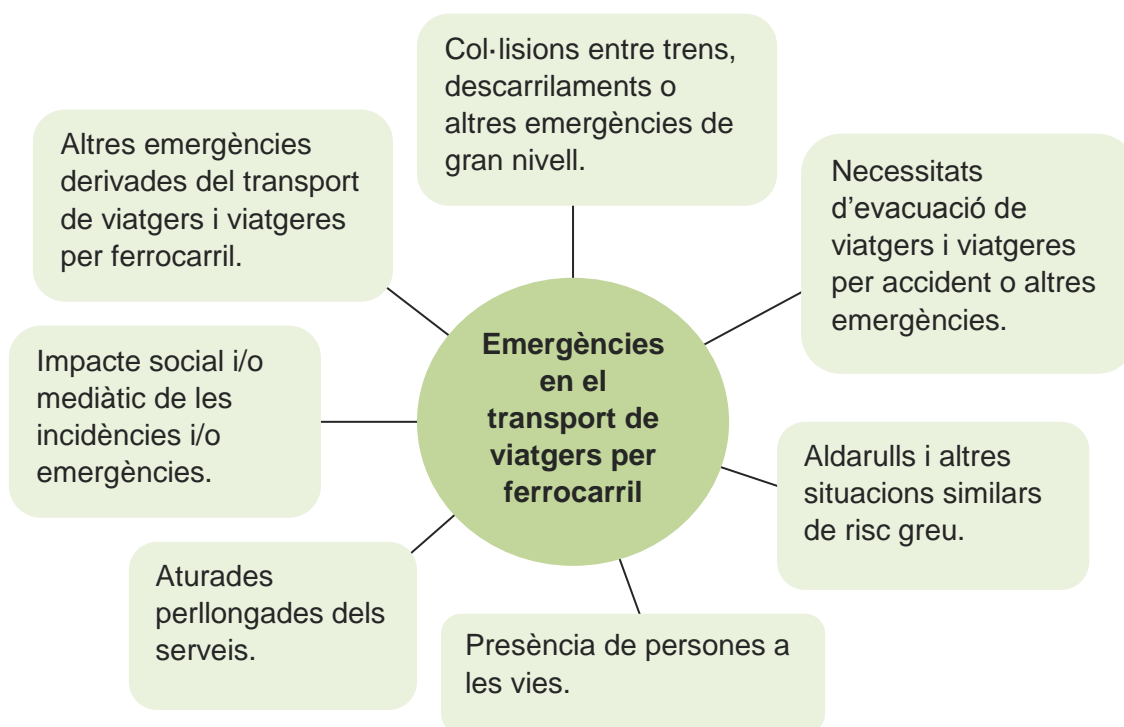 Col·lisions entre trens,
descarrilaments o
altres emergències de
gran nivell.
Altres emergències
derivades del transport
de viatgers i viatgeres
per ferrocarril.
Necessitats
d’evacuació de
viatgers i viatgeres
per accident o altres
emergències.
Emergències
en el
transport de
viatgers per
ferrocarril
Impacte social i/o
mediàtic de les
incidències i/o
emergències.
Aldarulls i altres
situacions similars
de risc greu.
Aturades
perllongades dels
serveis.
Presència de persones a
les vies.